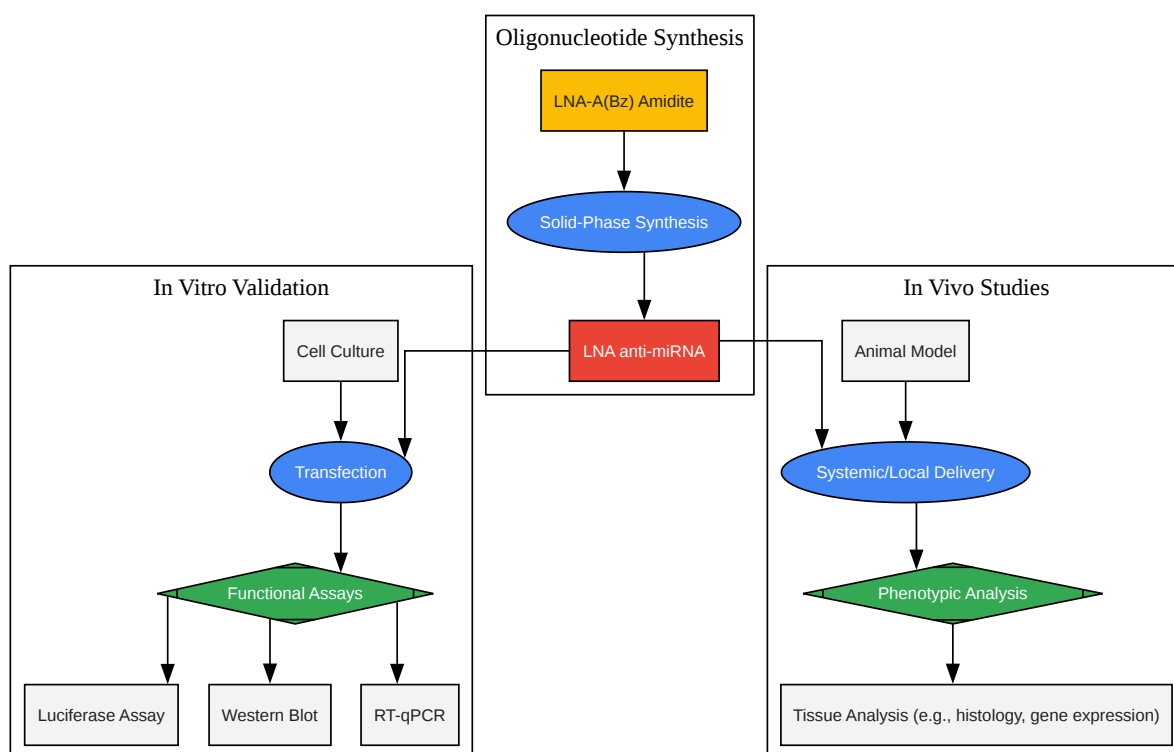 Oligonucleotide Synthesis
LNA-A(Bz) Amidite
Solid-Phase Synthesis
LNA anti-miRNA
In Vitro Validation
Cell Culture
Transfection
Functional Assays
Luciferase Assay
Western Blot
RT-qPCR
In Vivo Studies
Animal Model
Systemic/Local Delivery
Phenotypic Analysis
Tissue Analysis (e.g., histology, gene expression)